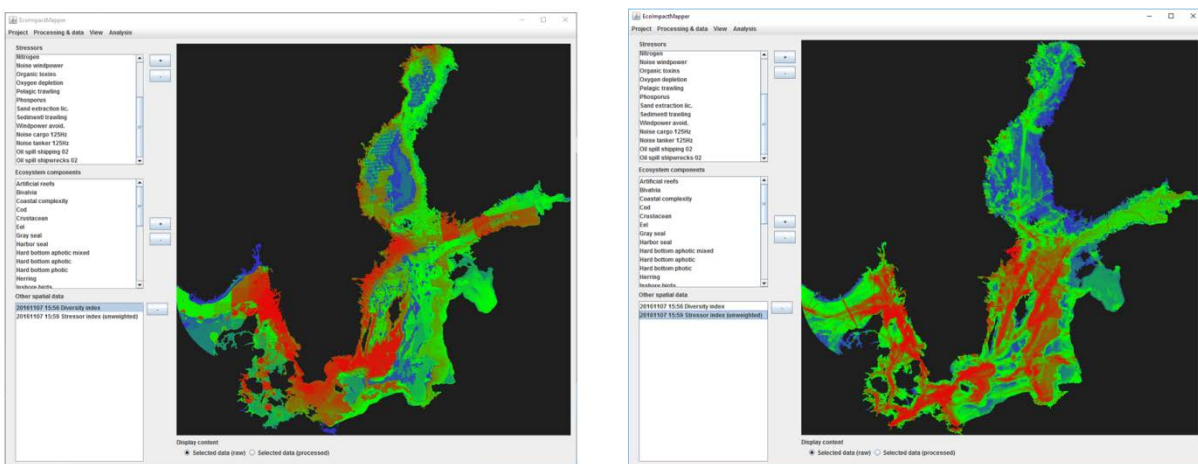 EcoImpactMapper
Project Processing & data View Analysis
Stressors
Nitrogen
Noise windpower
Organic toxins
Oxygen depletion
Pelagic trawling
Phosporus
Sand extraction lic.
Sedimentl trawling
Windpower avoid.
Noise cargo 125Hz
Noise tanker 125Hz
Oil spill shipping 02
Oil spill shipwrecks 02
+
-
Ecosystem components
Artificial reefs
Bivalvia
Coastal complexity
Cod
Crustacean
Eel
Gray seal
Harbor seal
Hard bottom aphotic mixed
Hard bottom aphotic
Hard bottom photic
Herring
Inshore birds
+
-
Other spatial data
20161107 15:56 Diversity index
20161107 15:59 Stressor index (unweighted)
-
Display content
Selected data (raw) Selected data (processed)
EcoImpactMapper
Project Processing & data View Analysis
Stressors
Nitrogen
Noise windpower
Organic toxins
Oxygen depletion
Pelagic trawling
Phosporus
Sand extraction lic.
Sedimentl trawling
Windpower avoid.
Noise cargo 125Hz
Noise tanker 125Hz
Oil spill shipping 02
Oil spill shipwrecks 02
+
-
Ecosystem components
Artificial reefs
Bivalvia
Coastal complexity
Cod
Crustacean
Eel
Gray seal
Harbor seal
Hard bottom aphotic mixed
Hard bottom aphotic
Hard bottom photic
Herring
Inshore birds
+
-
Other spatial data
20161107 15:56 Diversity index
20161107 15:59 Stressor index (unweighted)
-
Display content
Selected data (raw) Selected data (processed)